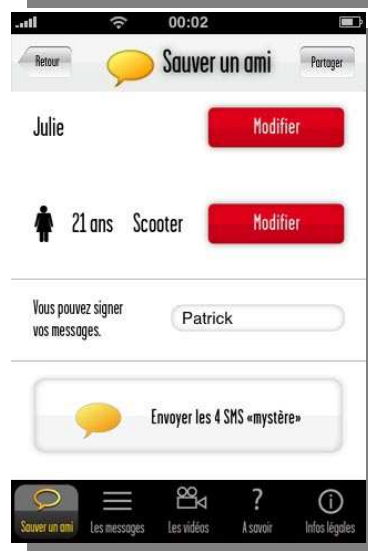 00:02
Retour
Sauver un ami
Partager
Julie
Modifier
21 ans Scooter
Modifier
Vous pouvez signer
vos messages.
Patrick
Envoyer les 4 SMS «mystère»
Sauver un ami
Les messages
Les vidéos
A savoir
Infos légales